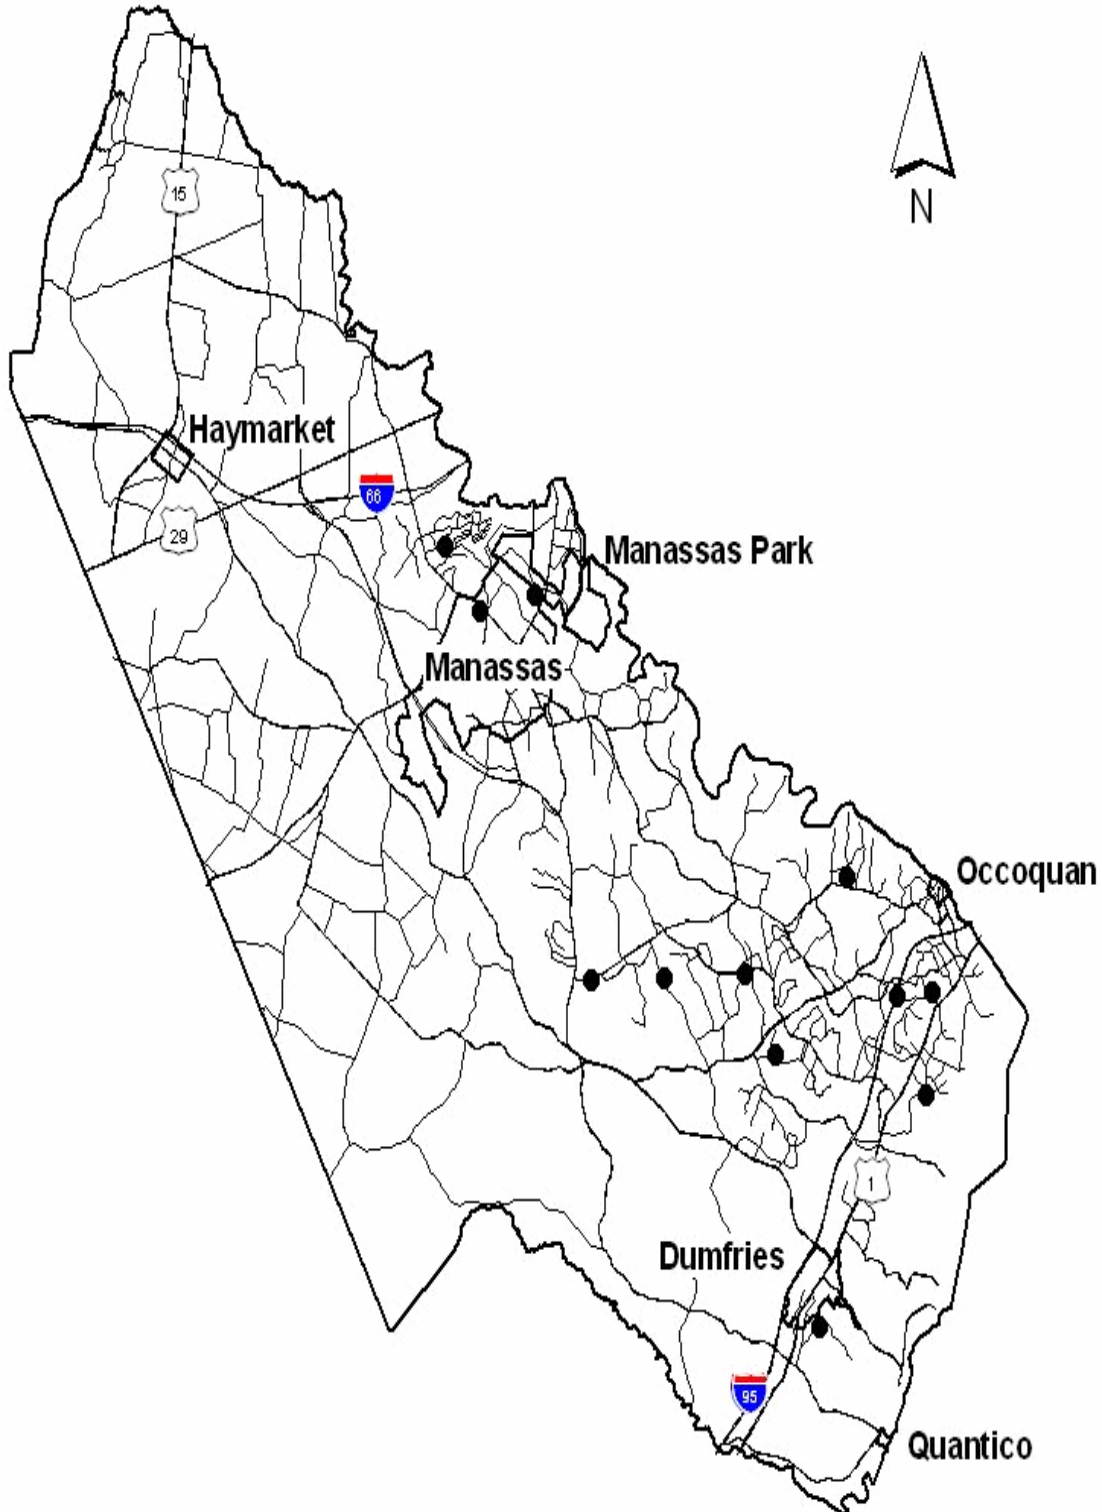 N
15
Haymarket
66
29
Manassas Park
Manassas
Occoquan
1
Dumfries
95
Quantico